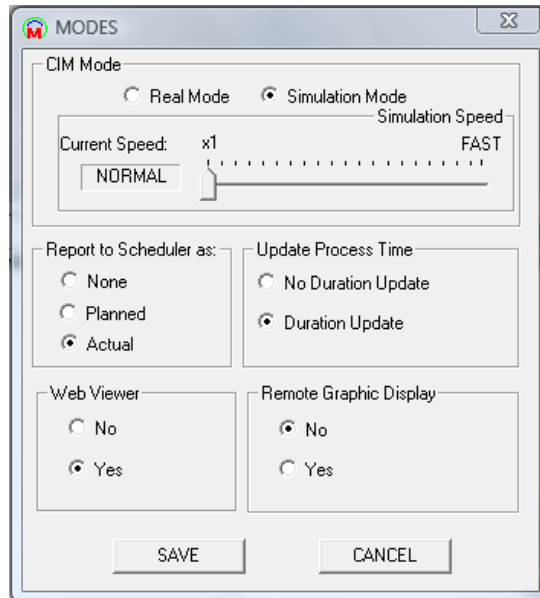 MODES
CIM Mode
Real Mode Simulation Mode
Simulation Speed
Current Speed: x1 FAST
NORMAL
Report to Scheduler as:
None
Planned
Actual
Update Process Time
No Duration Update
Duration Update
Web Viewer
No
Yes
Remote Graphic Display
No
Yes
SAVE CANCEL